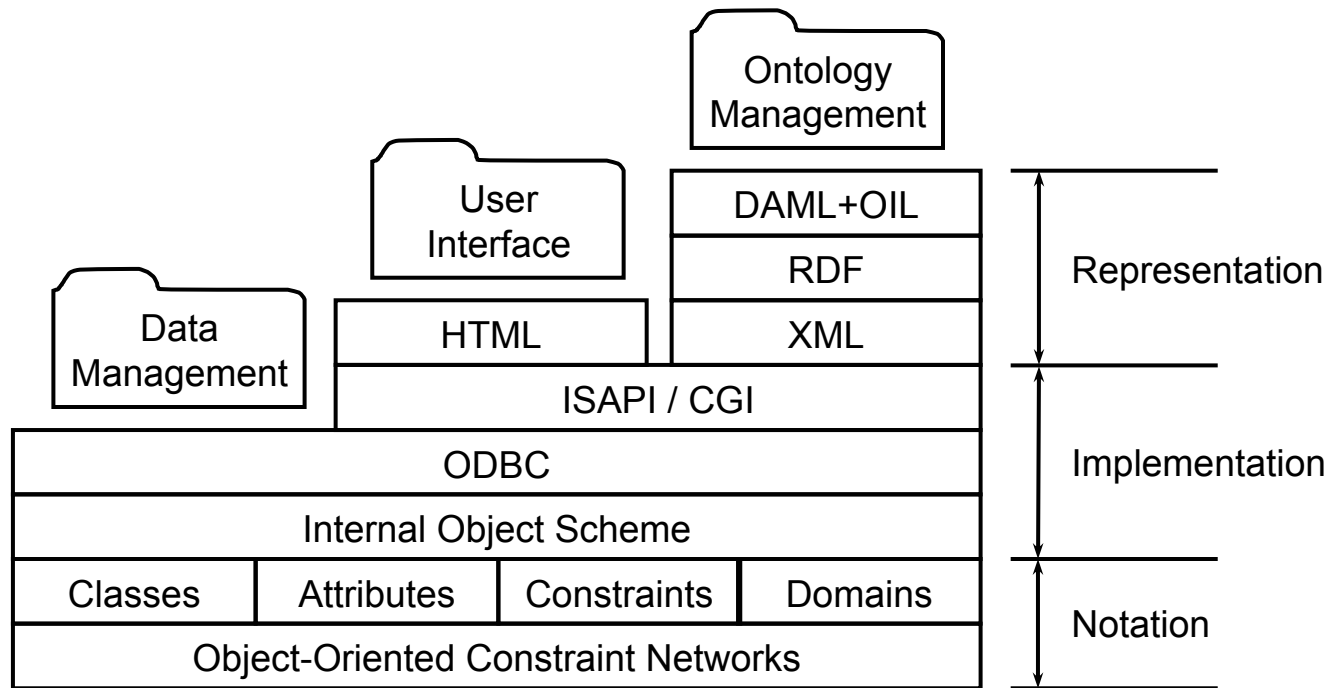 Ontology
Management
User
Interface
DAML+OIL
RDF
Representation
Data
Management
HTML
XML
ISAPI / CGI
ODBC
Implementation
Internal Object Scheme
Classes
Attributes
Constraints
Domains
Notation
Object-Oriented Constraint Networks